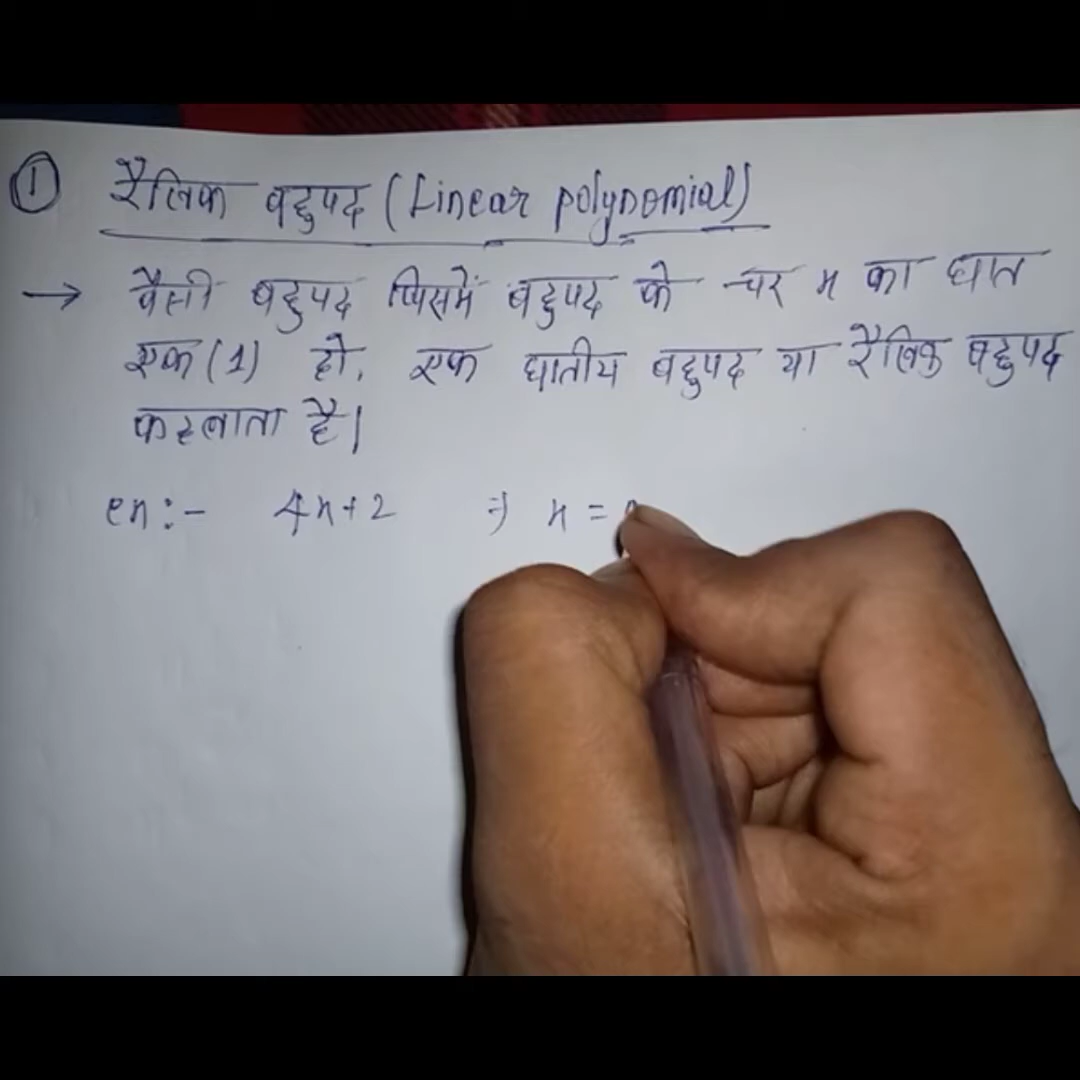 ① रैखिक बहुपद (Linear polynomial)
→ वैसी बहुपद जिसमें बहुपद के चर x का घात
एक (1) हो, एक घातीय बहुपद या रैखिक बहुपद
कहलाता है।
ex :- 4x+2 ⇒ x =